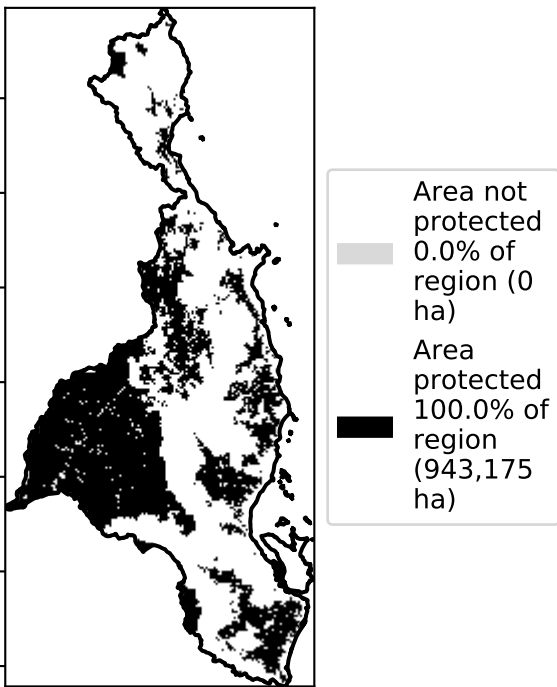 Area not
protected
0.0% of
region (0
ha)
Area
protected
100.0% of
region
(943,175
ha)